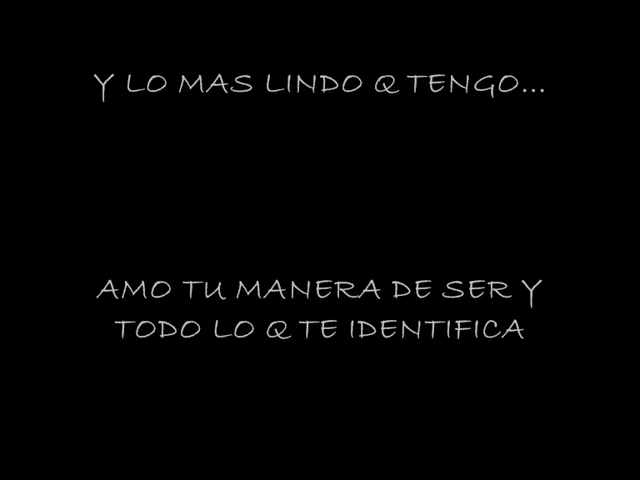 Y LO MAS LINDO Q TENGO...
AMO TU MANERA DE SER Y
TODO LO Q TE IDENTIFICA